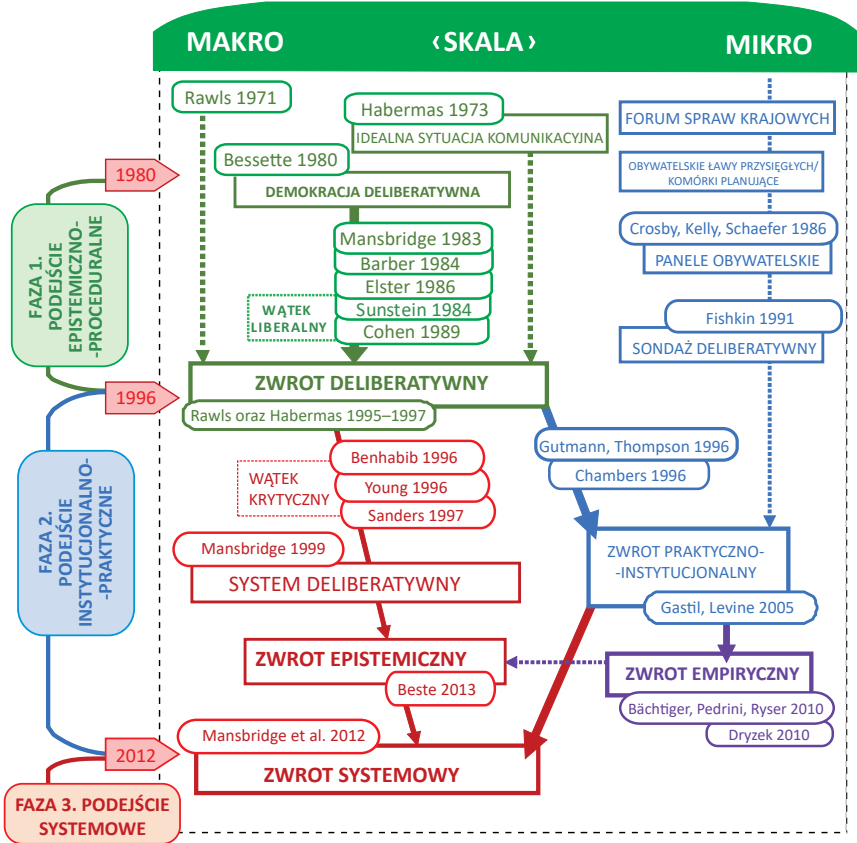 MAKRO
‹SKALA›
MIKRO
Rawls 1971
Habermas 1973
IDEALNA SYTUACJA KOMUNIKACYJNA
Bessette 1980
DEMOKRACJA DELIBERATYWNA
Mansbridge 1983
Barber 1984
Elster 1986
Sunstein 1984
Cohen 1989
WĄTEK
LIBERALNY
FORUM SPRAW KRAJOWYCH
OBYWATELSKIE ŁAWY PRZYSIĘGŁYCH/
KOMÓRKI PLANUJĄCE
Crosby, Kelly, Schaefer 1986
PANELE OBYWATELSKIE
Fishkin 1991
SONDAŻ DELIBERATYWNY
1980
FAZA 1.
PODEJŚCIE
EPISTEMICZNO-
-PROCEDURALNE
1996
ZWROT DELIBERATYWNY
Rawls oraz Habermas 1995–1997
Gutmann, Thompson 1996
Chambers 1996
Benhabib 1996
Young 1996
Sanders 1997
WĄTEK
KRYTYCZNY
FAZA 2.
PODEJŚCIE
INSTYTUCJONALNO-
-PRAKTYCZNE
Mansbridge 1999
SYSTEM DELIBERATYWNY
ZWROT PRAKTYCZNO-
-INSTYTUCJONALNY
Gastil, Levine 2005
ZWROT EPISTEMICZNY
Beste 2013
ZWROT EMPIRYCZNY
Bächtiger, Pedrini, Ryser 2010
Dryzek 2010
2012
Mansbridge et al. 2012
ZWROT SYSTEMOWY
FAZA 3. PODEJŚCIE
SYSTEMOWE